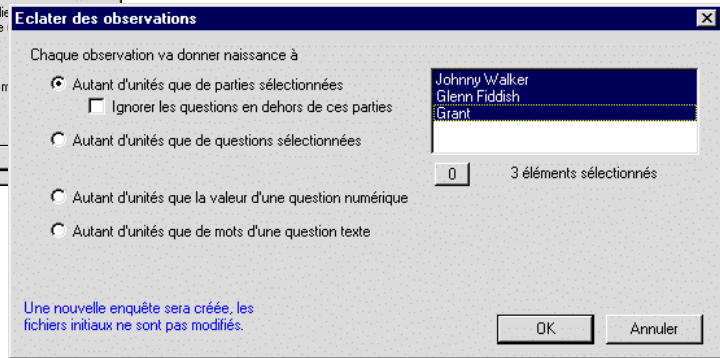 Eclater des observations
Chaque observation va donner naissance à
Autant d'unités que de parties sélectionnées
Ignorer les questions en dehors de ces parties
Autant d'unités que de questions sélectionnées
Johnny Walker
Glenn Fiddish
Grant
0 3 éléments sélectionnés
Autant d'unités que la valeur d'une question numérique
Autant d'unités que de mots d'une question texte
Une nouvelle enquête sera créée, les
fichiers initiaux ne sont pas modifiés.
OK Annuler